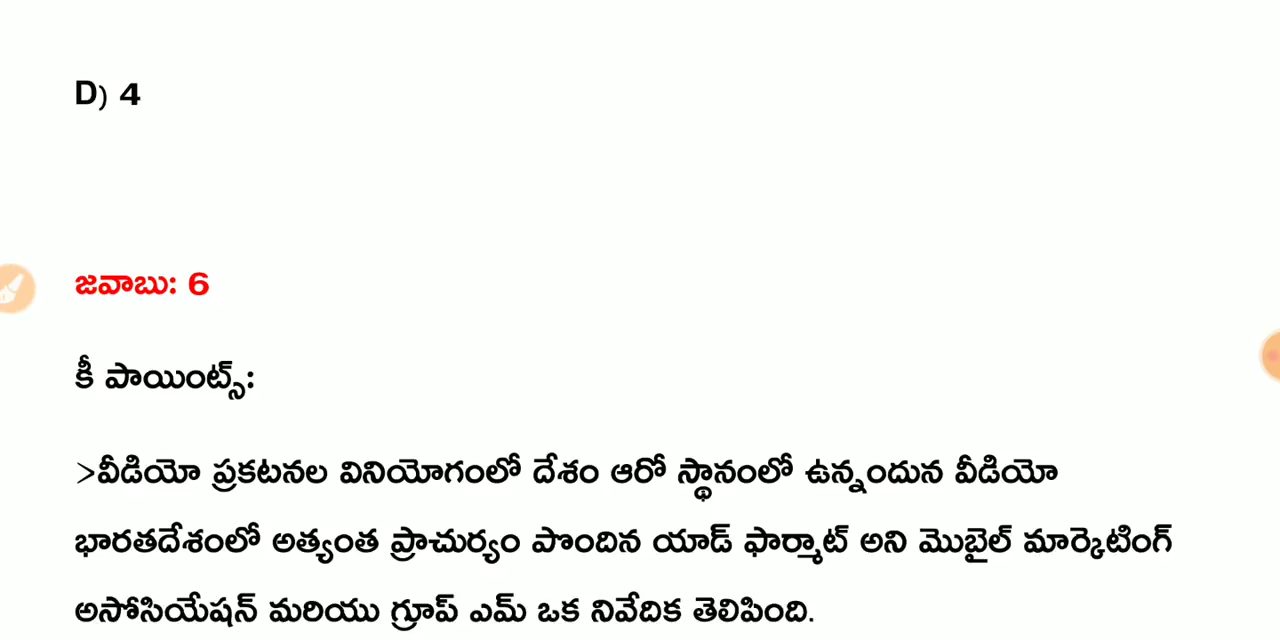 D) 4
జవాబు: 6
కీ పాయింట్స్:
>వీడియో ప్రకటనల వినియోగంలో దేశం ఆరో స్థానంలో ఉన్నందున వీడియో
భారతదేశంలో అత్యంత ప్రాచుర్యం పొందిన యాడ్ ఫార్మాట్ అని మొబైల్ మార్కెటింగ్
అసోసియేషన్ మరియు గ్రూప్ ఎమ్ ఒక నివేదిక తెలిపింది.